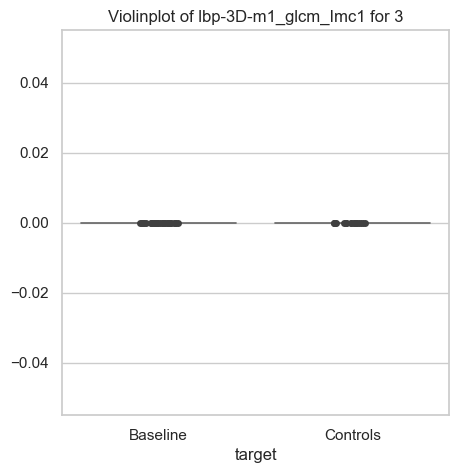 Violinplot of lbp-3D-m1_glcm_Imc1 for 3
0.04
0.02
0.00
−0.02
−0.04
Baseline
Controls
target